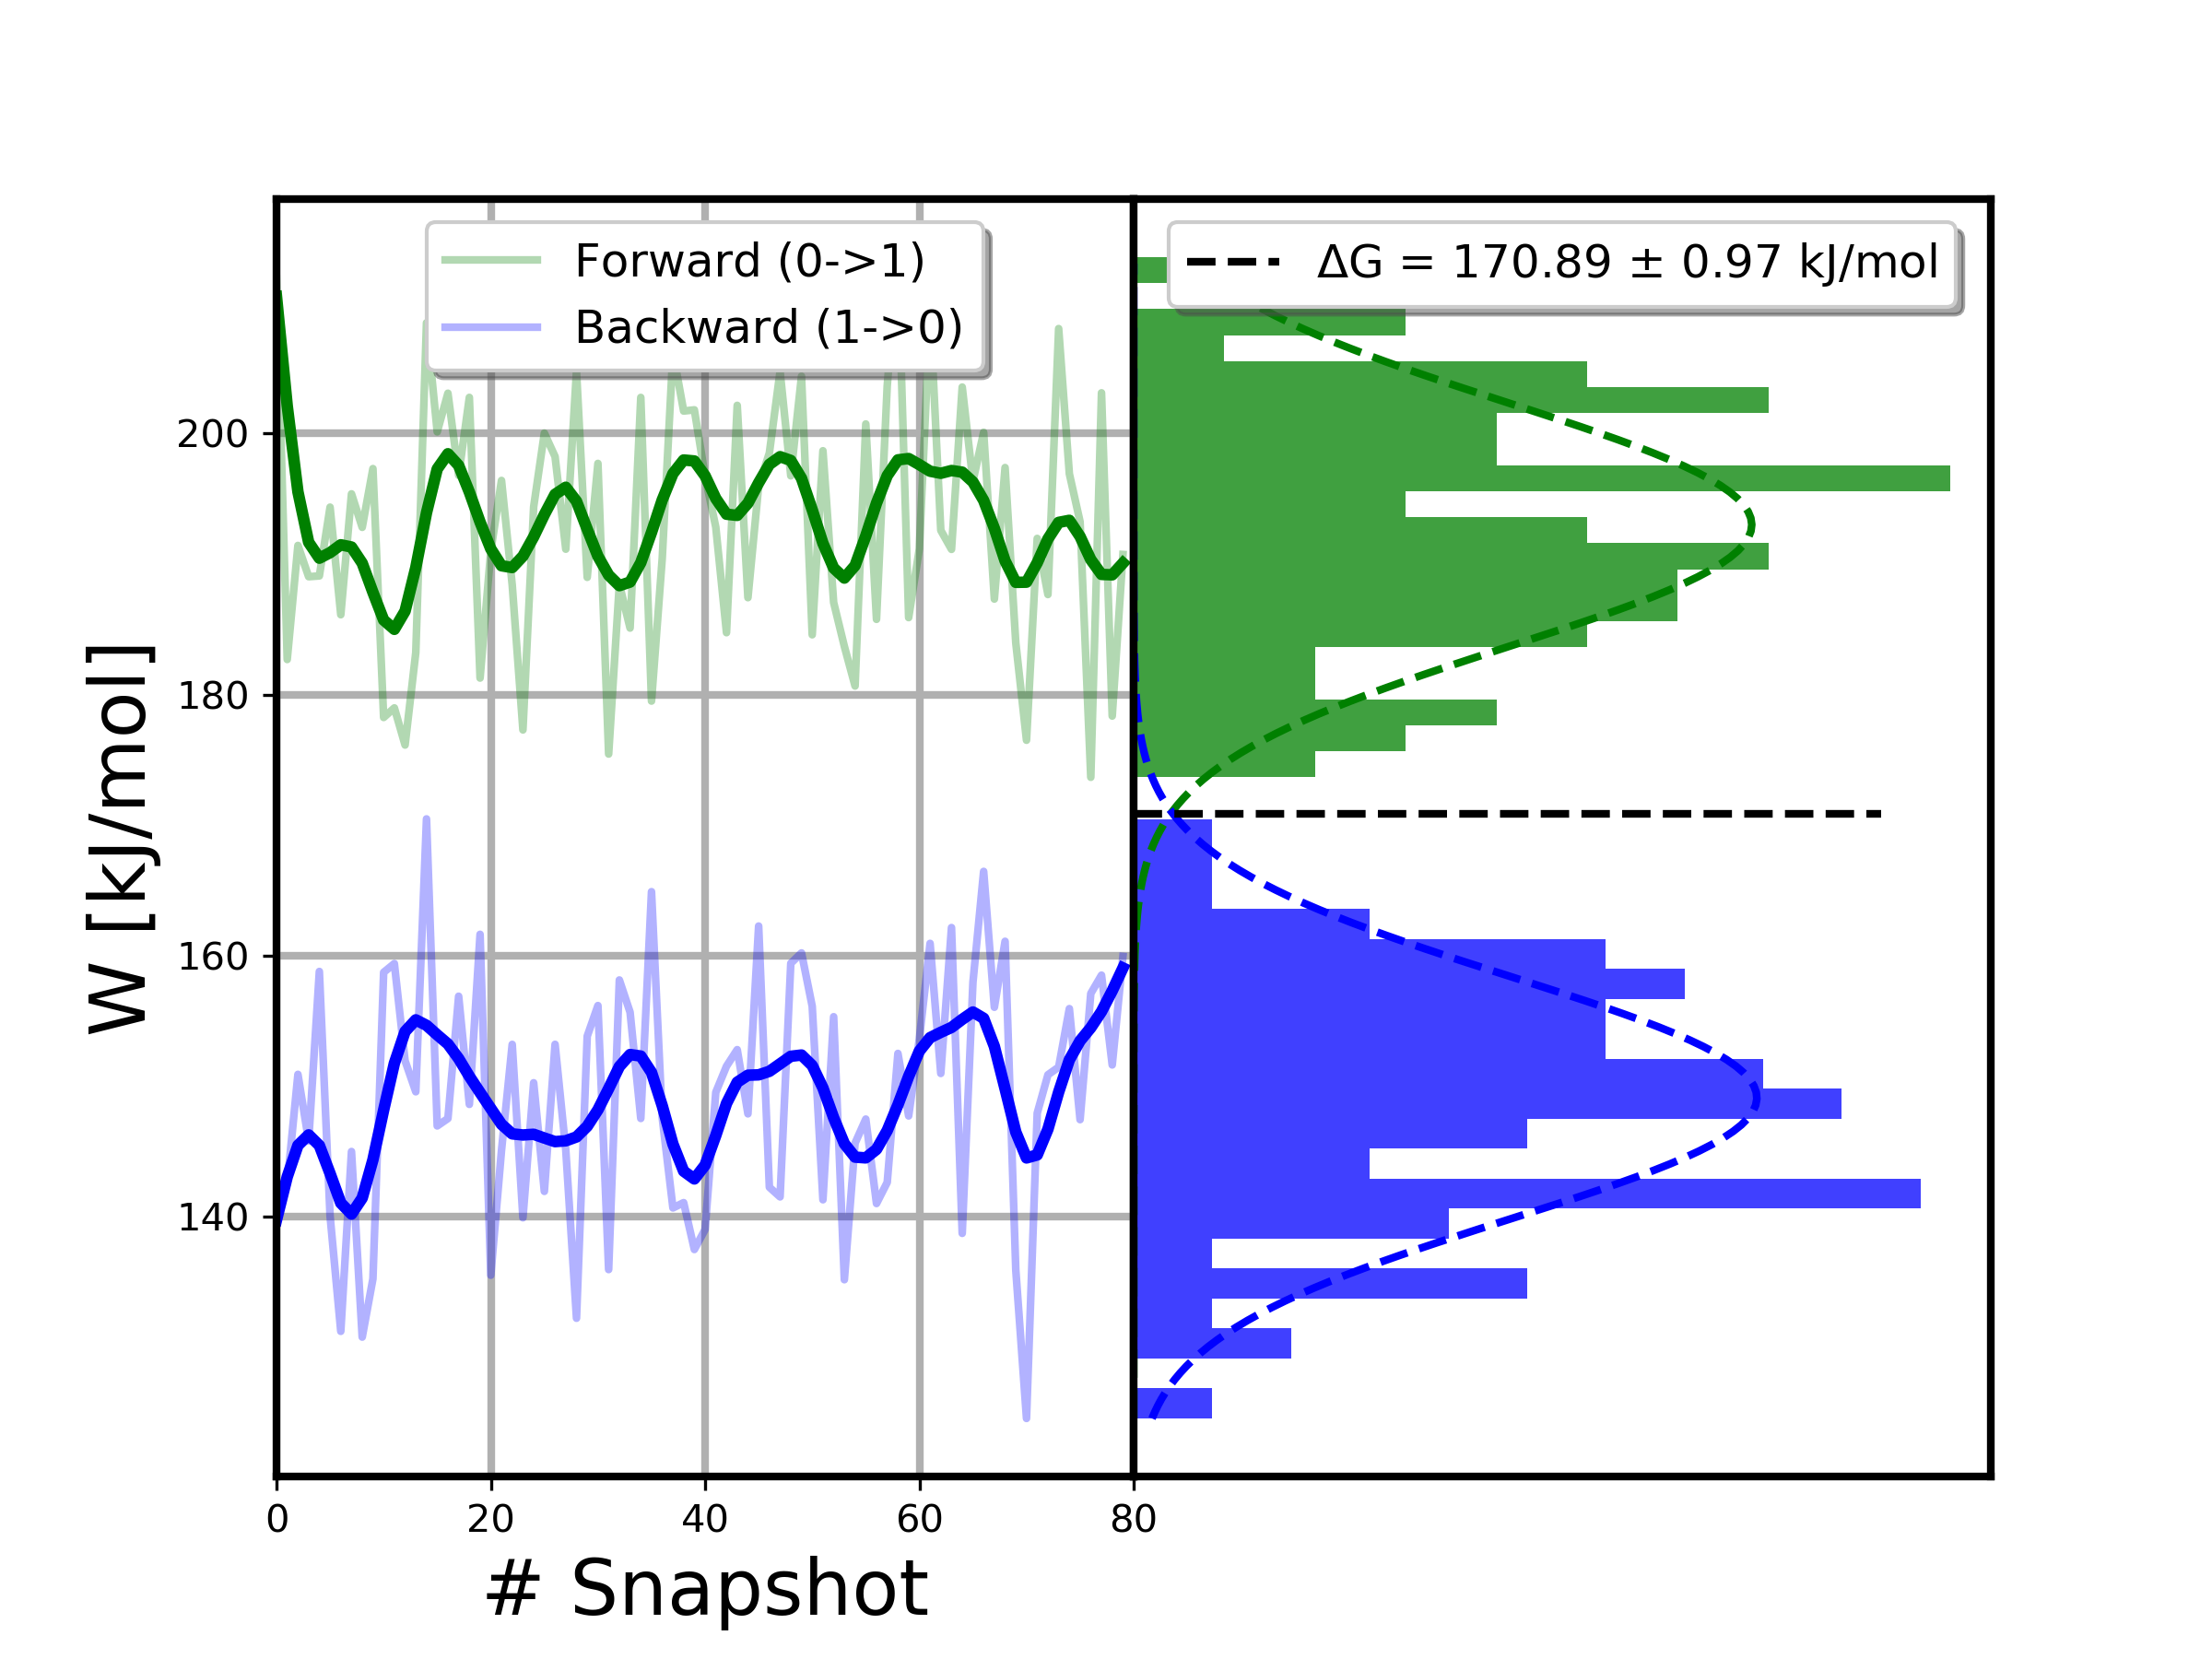 Forward (0->1)
Backward (1->0)
ΔG = 170.89 ± 0.97 kJ/mol
W [kJ/mol]
200
180
160
140
0 20 40 60 80
# Snapshot